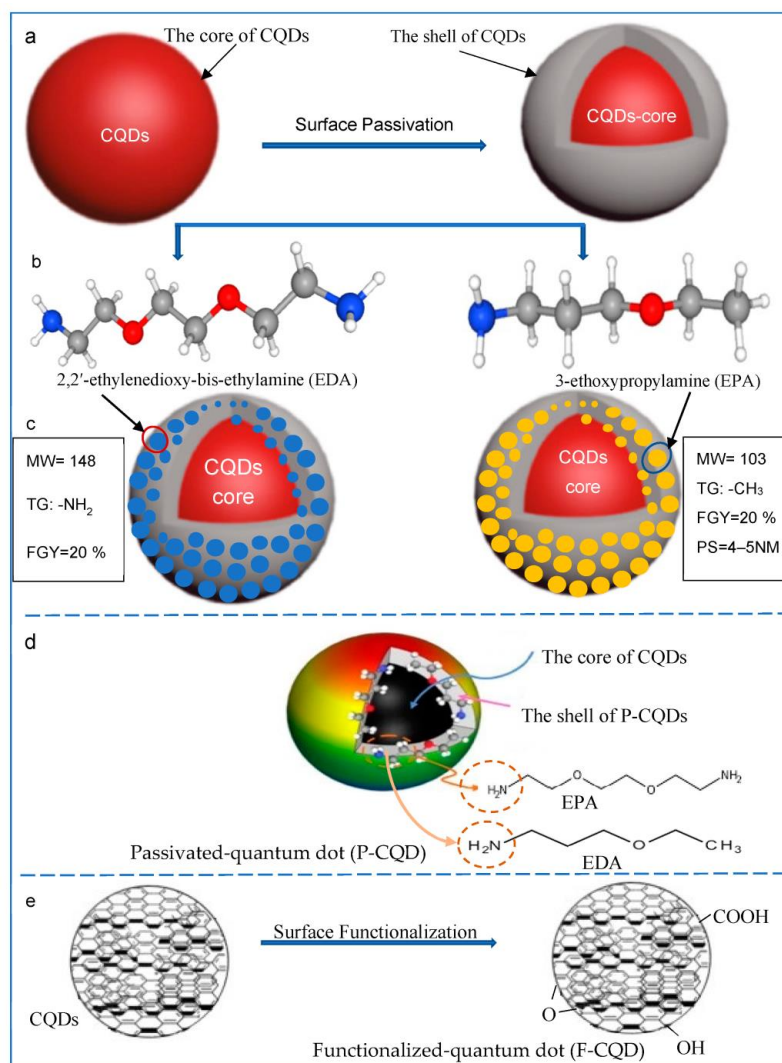 a
The core of CQDs
The shell of CQDs
CQDs
Surface Passivation
CQDs-core
b
2,2′-ethylenedioxy-bis-ethylamine (EDA)
3-ethoxypropylamine (EPA)
c
MW= 148
TG: -NH₂
FGY=20 %
CQDs
core
CQDs
core
MW= 103
TG: -CH₃
FGY=20 %
PS=4–5NM
d
The core of CQDs
The shell of P-CQDs
H₂N
O
O
NH₂
EPA
H₂N
O
CH₃
EDA
Passivated-quantum dot (P-CQD)
e
Surface Functionalization
COOH
CQDs
O
OH
Functionalized-quantum dot (F-CQD)